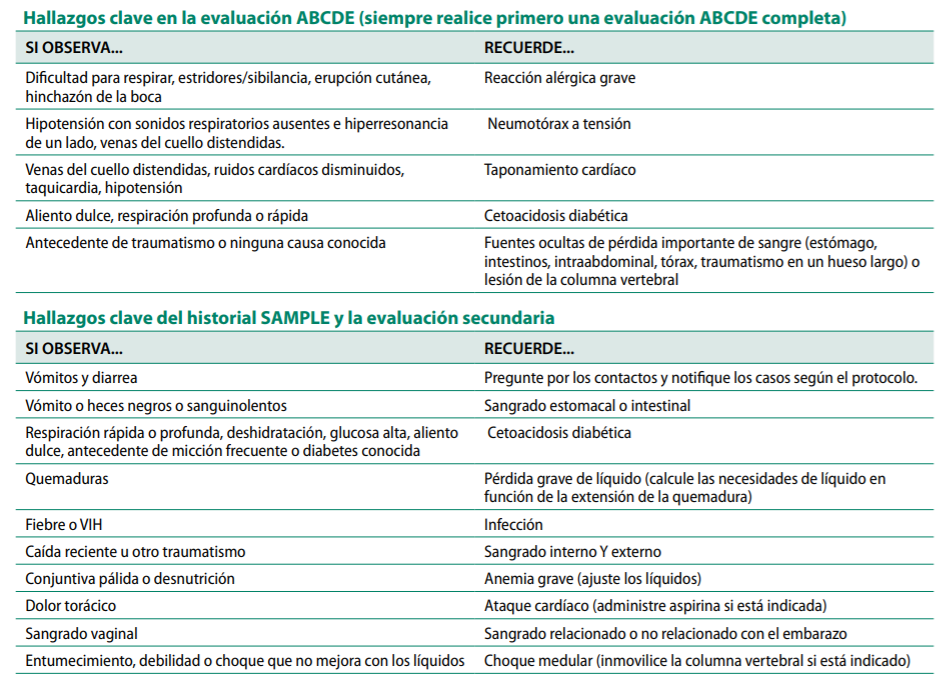 Hallazgos clave en la evaluación ABCDE (siempre realice primero una evaluación ABCDE completa)
SI OBSERVA... RECUERDE...
Dificultad para respirar, estridores/sibilancia, erupción cutánea, Reacción alérgica grave
hinchazón de la boca
Hipotensión con sonidos respiratorios ausentes e hiperresonancia Neumotórax a tensión
de un lado, venas del cuello distendidas.
Venas del cuello distendidas, ruidos cardíacos disminuidos, Taponamiento cardíaco
taquicardia, hipotensión
Aliento dulce, respiración profunda o rápida Cetoacidosis diabética
Antecedente de traumatismo o ninguna causa conocida Fuentes ocultas de pérdida importante de sangre (estómago,
intestinos, intraabdominal, tórax, traumatismo en un hueso largo) o
lesión de la columna vertebral
Hallazgos clave del historial SAMPLE y la evaluación secundaria
SI OBSERVA... RECUERDE...
Vómitos y diarrea Pregunte por los contactos y notifique los casos según el protocolo.
Vómito o heces negros o sanguinolentos Sangrado estomacal o intestinal
Respiración rápida o profunda, deshidratación, glucosa alta, aliento Cetoacidosis diabética
dulce, antecedente de micción frecuente o diabetes conocida
Quemaduras Pérdida grave de líquido (calcule las necesidades de líquido en
función de la extensión de la quemadura)
Fiebre o VIH Infección
Caída reciente u otro traumatismo Sangrado interno Y externo
Conjuntiva pálida o desnutrición Anemia grave (ajuste los líquidos)
Dolor torácico Ataque cardíaco (administre aspirina si está indicada)
Sangrado vaginal Sangrado relacionado o no relacionado con el embarazo
Entumecimiento, debilidad o choque que no mejora con los líquidos Choque medular (inmovilice la columna vertebral si está indicado)